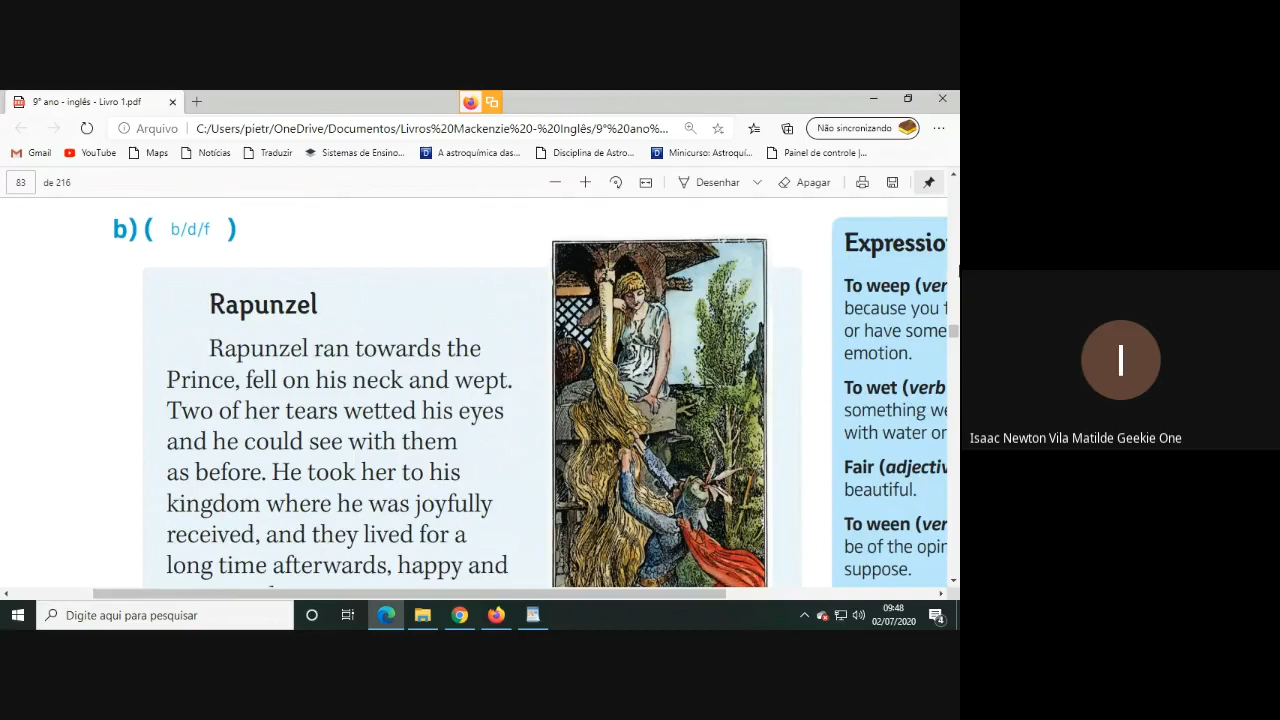 9° ano - inglês - Livro 1.pdf
Arquivo
C:/Users/pietr/OneDrive/Documentos/Livros%20Mackenzie%20-%20Inglês/9°%20ano%...
Não sincronizando
Gmail
YouTube
Maps
Notícias
Traduzir
Sistemas de Ensino...
A astroquímica das...
Disciplina de Astro...
Minicurso: Astroquí...
Painel de controle |...
83 de 216
Desenhar
Apagar
b) ( b/d/f )
Rapunzel
Rapunzel ran towards the
Prince, fell on his neck and wept.
Two of her tears wetted his eyes
and he could see with them
as before. He took her to his
kingdom where he was joyfully
received, and they lived for a
long time afterwards, happy and
Expressio
To weep (ver
because you f
or have some
emotion.
To wet (verb
something we
with water or
Fair (adjectiv
beautiful.
To ween (ver
be of the opin
suppose.
Isaac Newton Vila Matilde Geekie One
I
Digite aqui para pesquisar
09:48
02/07/2020
4